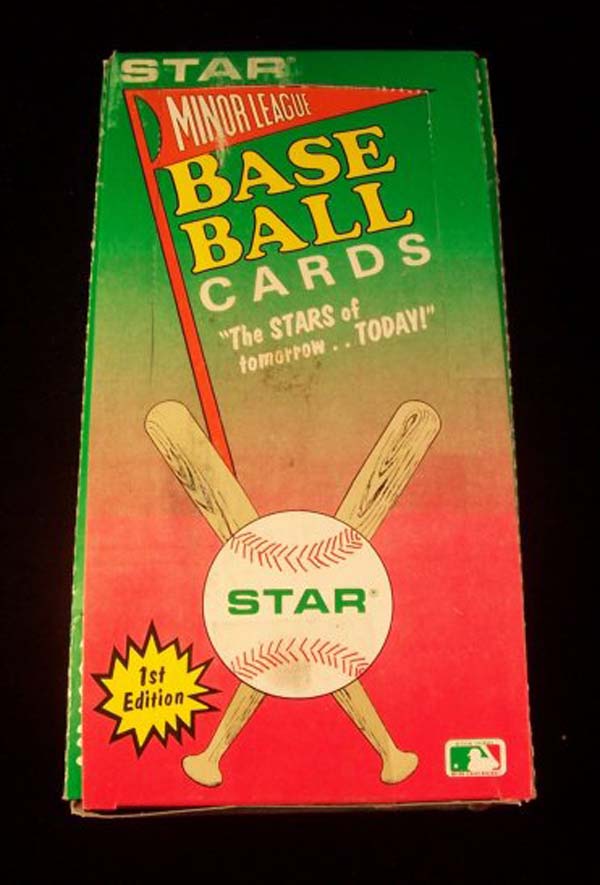 STAR
MINOR LEAGUE
BASE
BALL
CARDS
"The STARS of
tomorrow . . TODAY!"
STAR®
1st
Edition